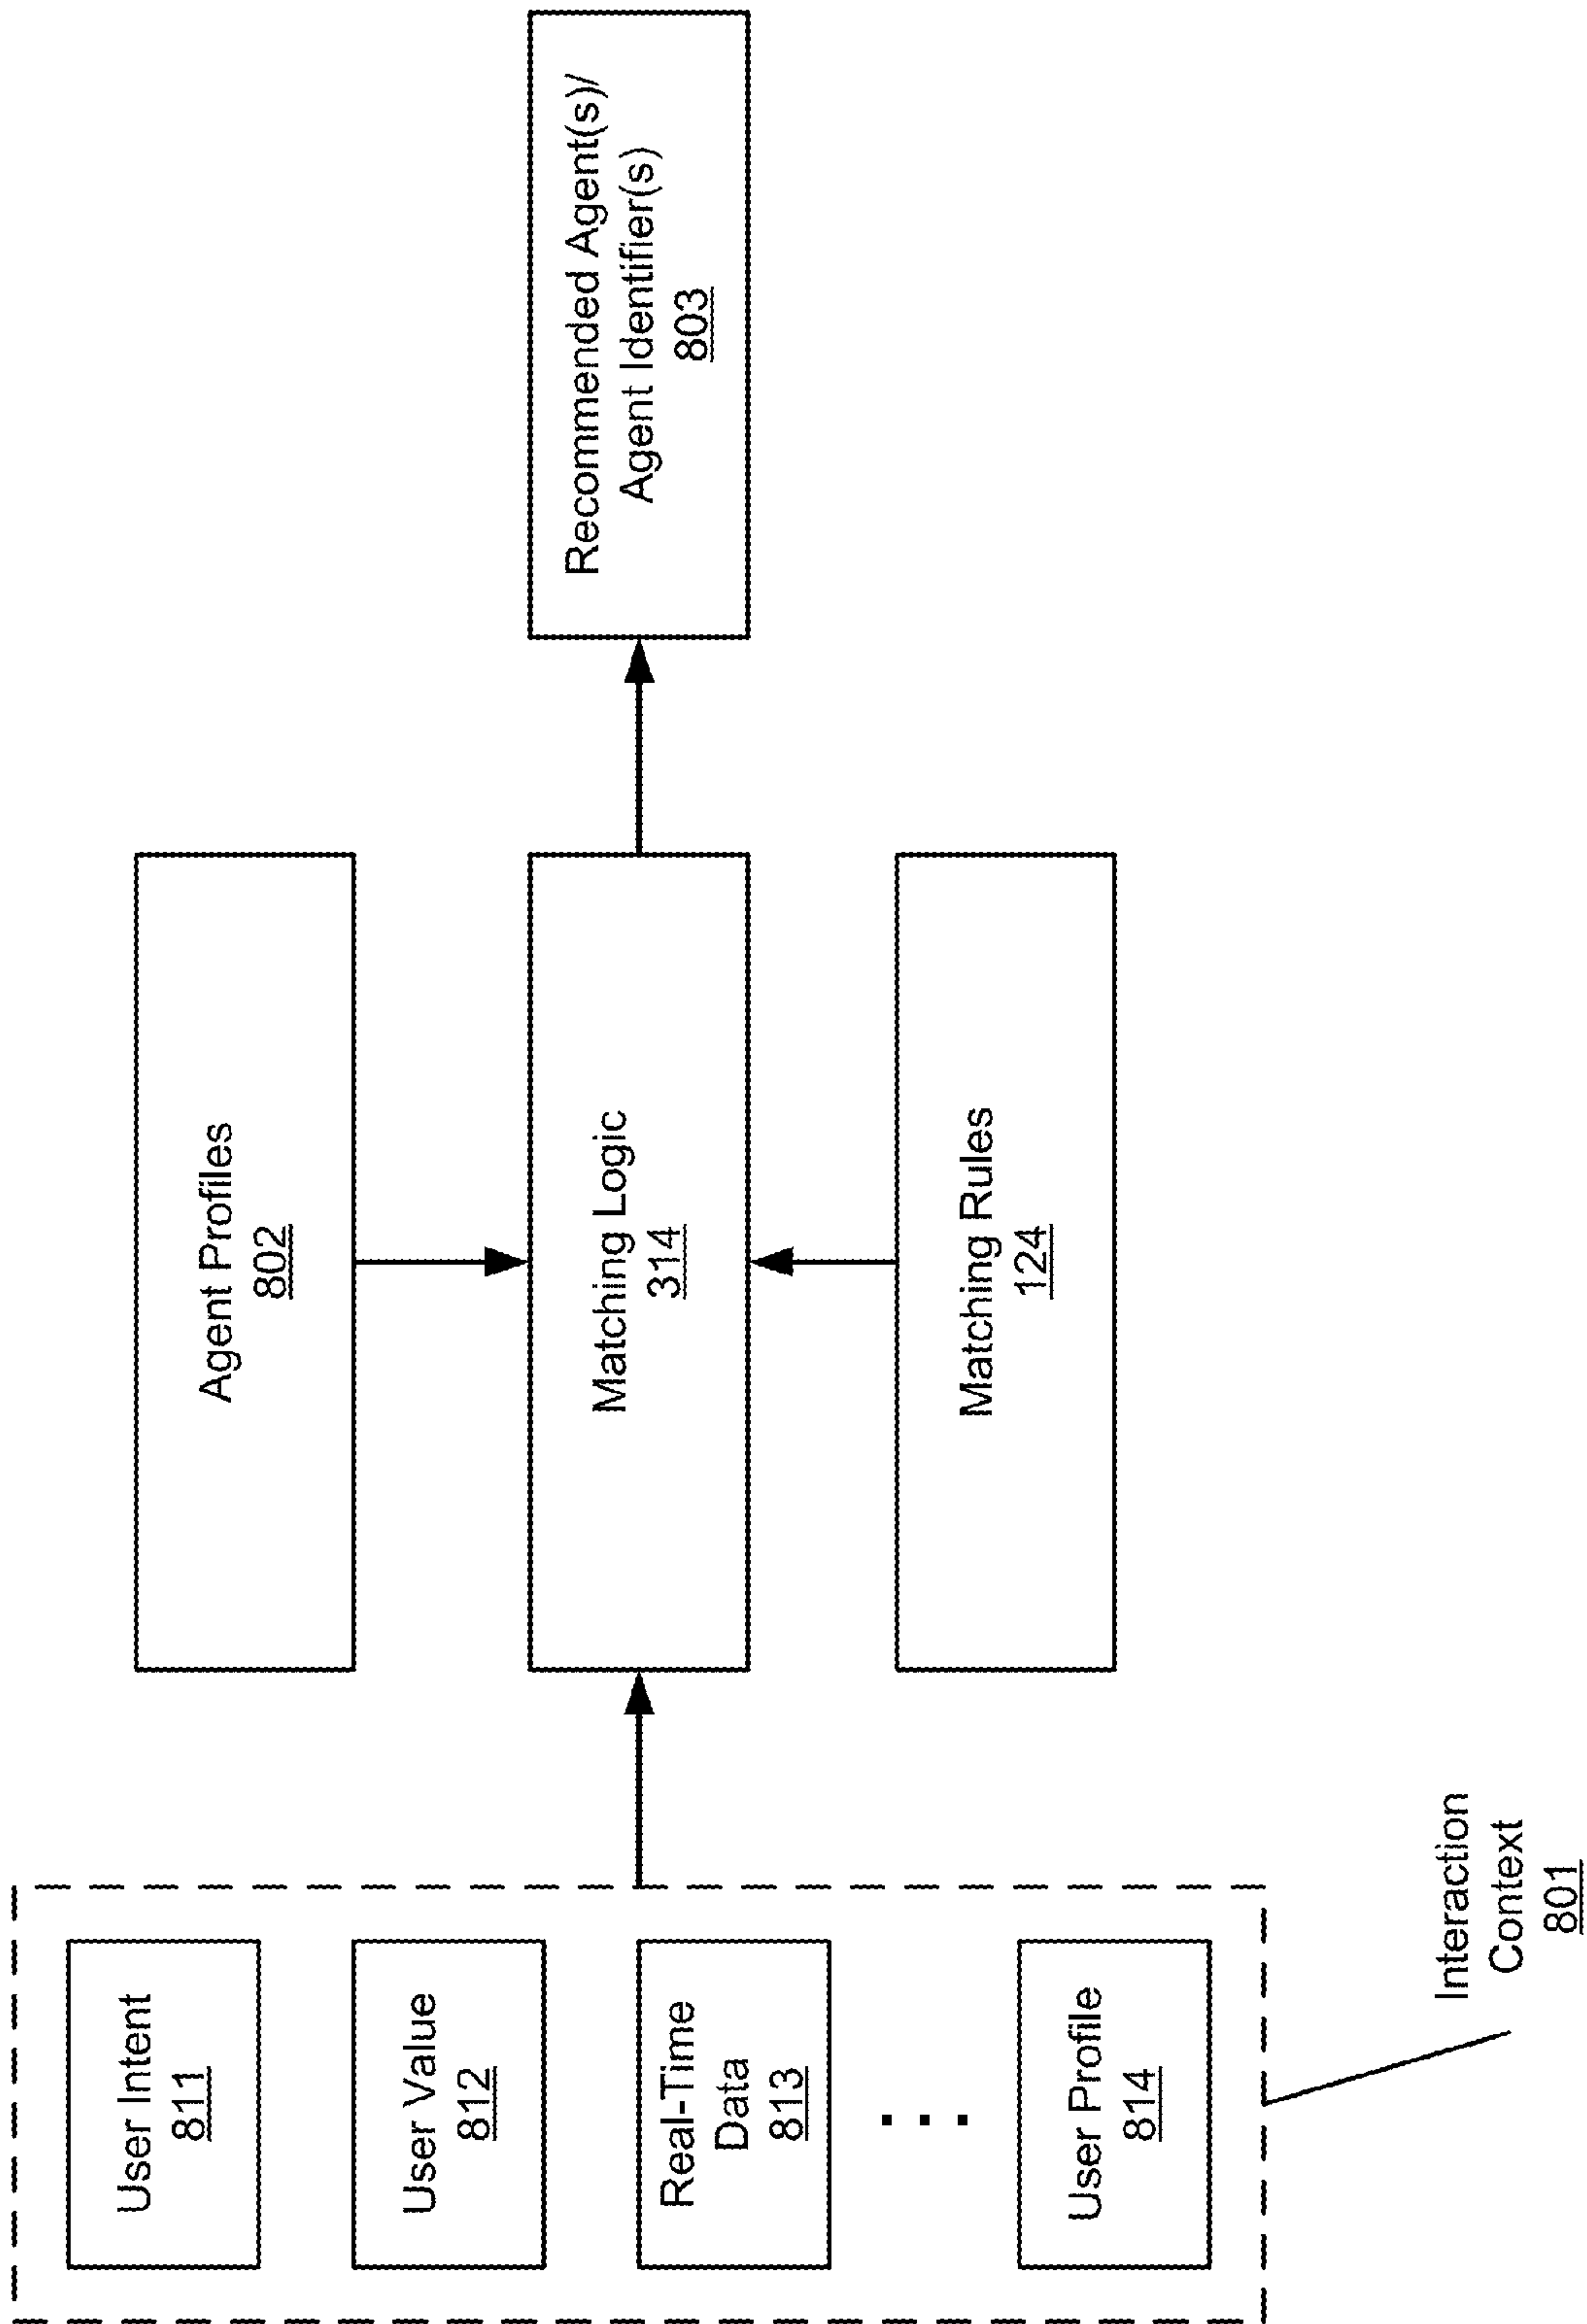 User Intent
811
User Value
812
Real-Time
Data
813
. . .
User Profile
814
Interaction
Context
801
Agent Profiles
802
Matching Logic
314
Matching Rules
124
Recommended Agent(s)/
Agent Identifier(s)
803